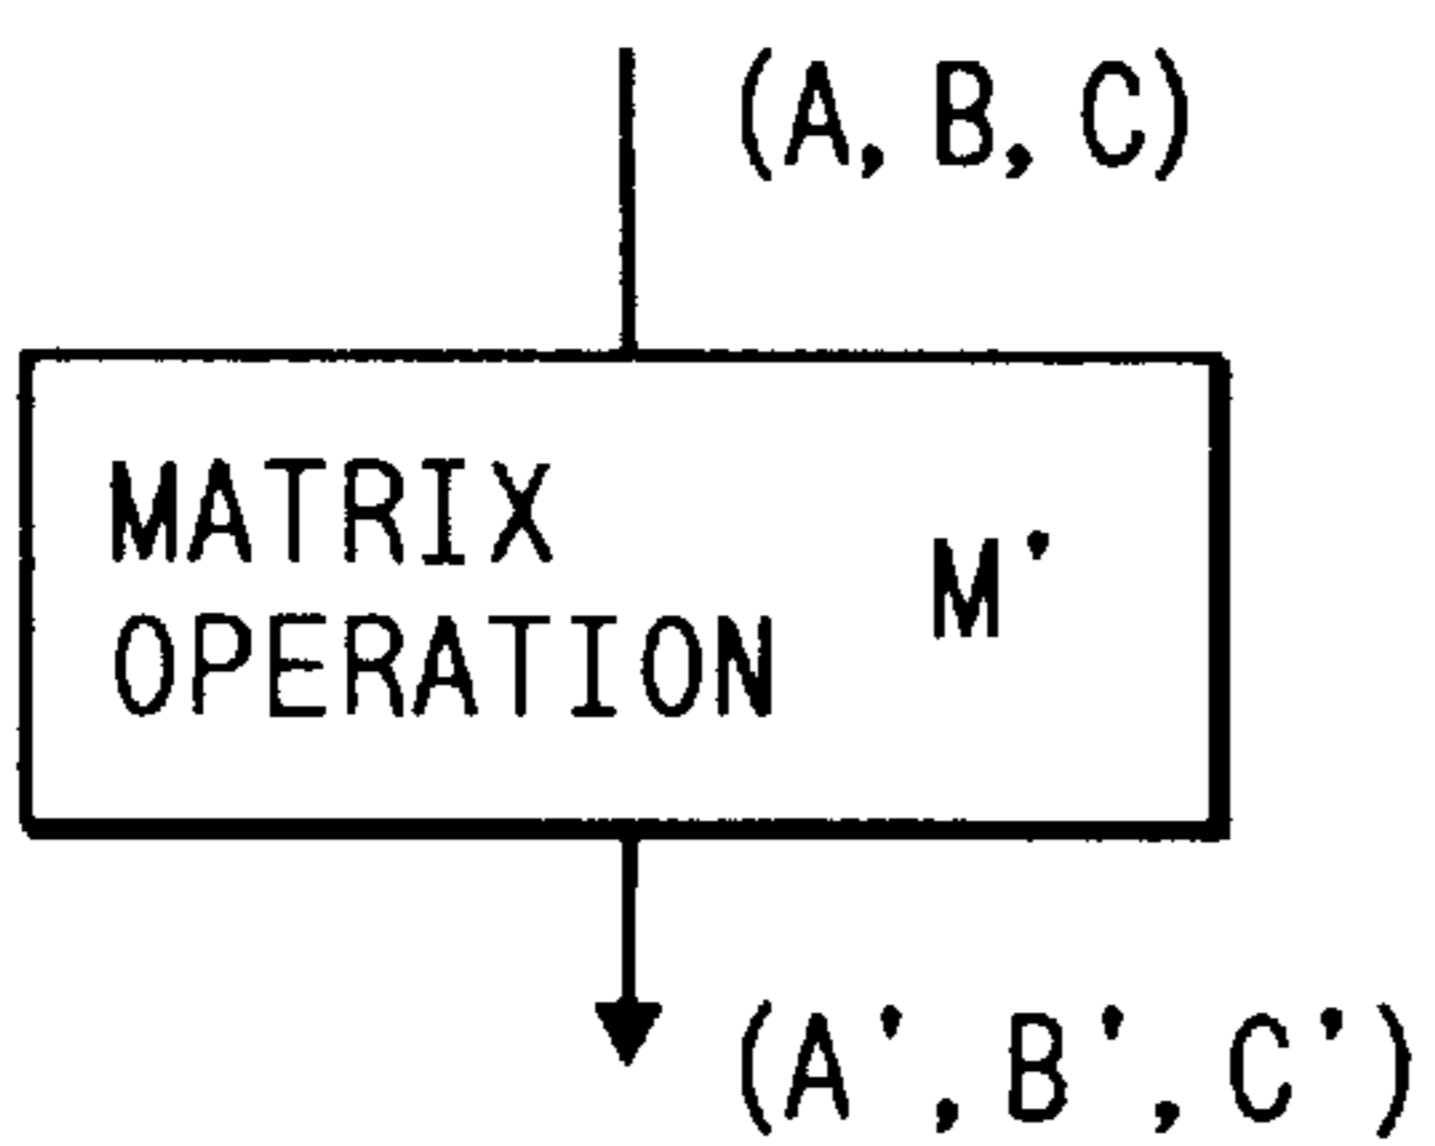 (A, B, C)
MATRIX
OPERATION M'
(A', B', C')